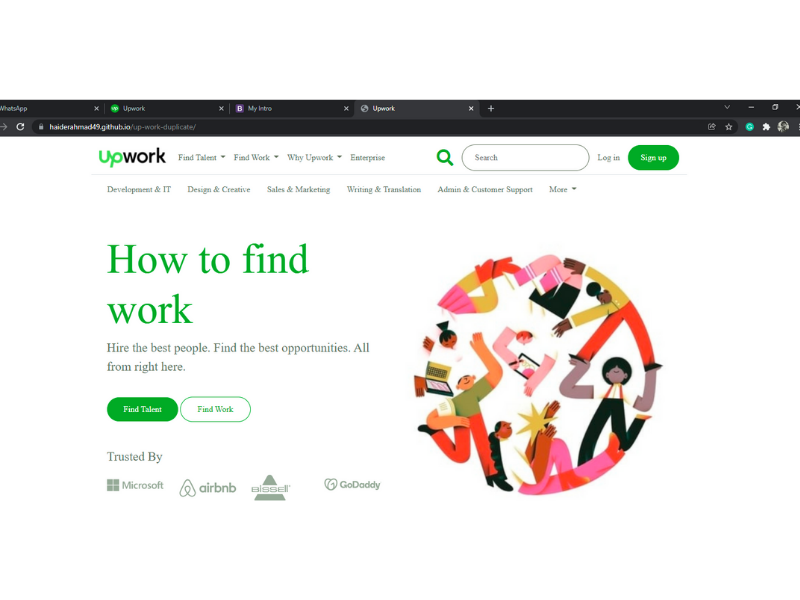 WhatsApp
Upwork
My Intro
Upwork
haiderahmad49.github.io/up-work-duplicate/
Upwork
Find Talent
Find Work
Why Upwork
Enterprise
Search
Log in
Sign up
Development & IT
Design & Creative
Sales & Marketing
Writing & Translation
Admin & Customer Support
More
How to find
work
Hire the best people. Find the best opportunities. All
from right here.
Find Talent
Find Work
Trusted By
Microsoft
airbnb
BISSELL
GoDaddy